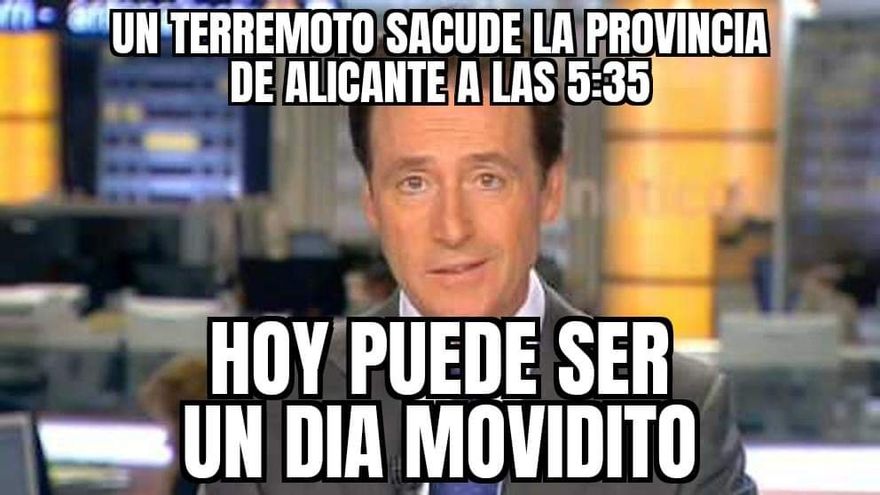 UN TERREMOTO SACUDE LA PROVINCIA
DE ALICANTE A LAS 5:35
HOY PUEDE SER
UN DIA MOVIDITO